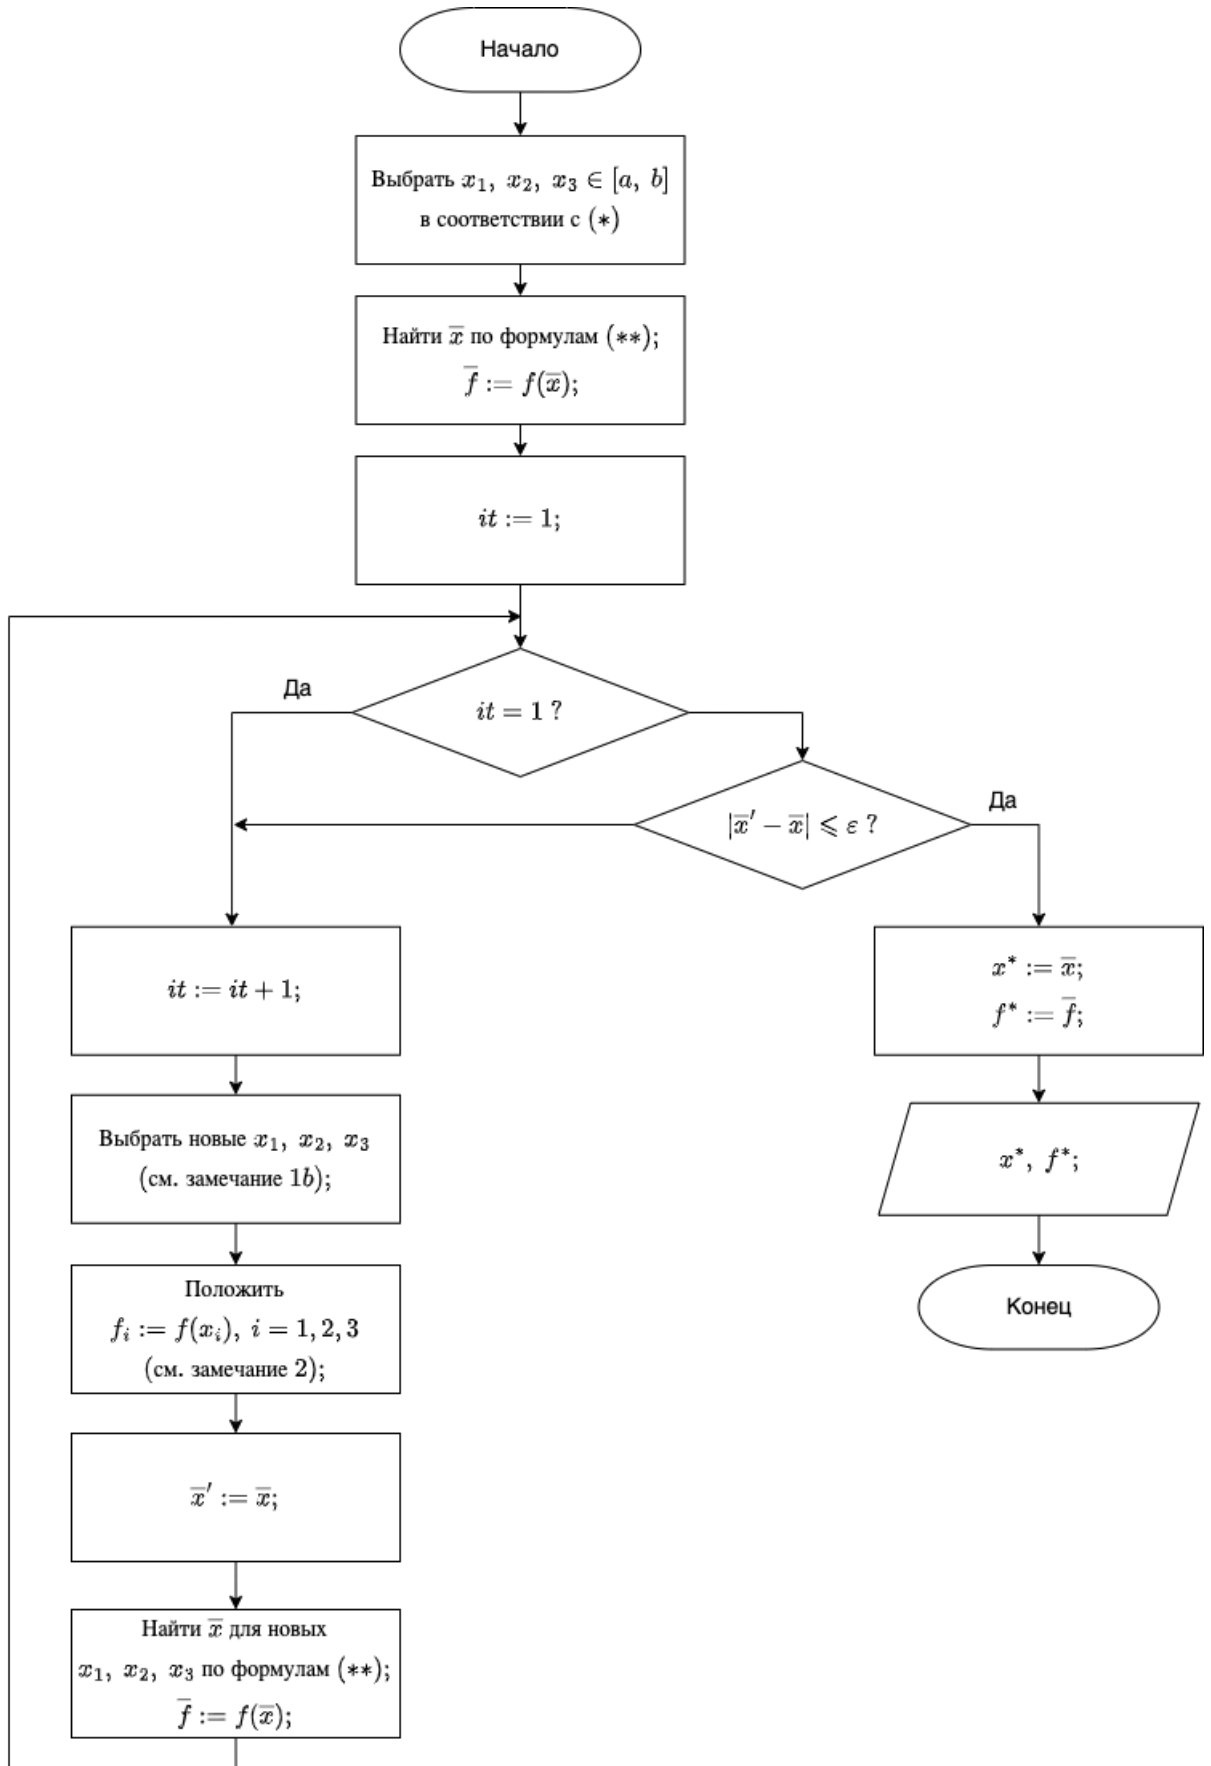 Начало
Выбрать x₁, x₂, x₃ ∈ [a, b]
в соответствии с (∗)
Найти x̅ по формулам (∗∗);
f̅ := f(x̅);
it := 1;
Да
it = 1 ?
Да
|x̅′ − x̅| ⩽ ε ?
it := it + 1;
x* := x̅;
f* := f̅;
Выбрать новые x₁, x₂, x₃
(см. замечание 1b);
x*, f*;
Положить
fᵢ := f(xᵢ), i = 1, 2, 3
(см. замечание 2);
Конец
x̅′ := x̅;
Найти x̅ для новых
x₁, x₂, x₃ по формулам (∗∗);
f̅ := f(x̅);